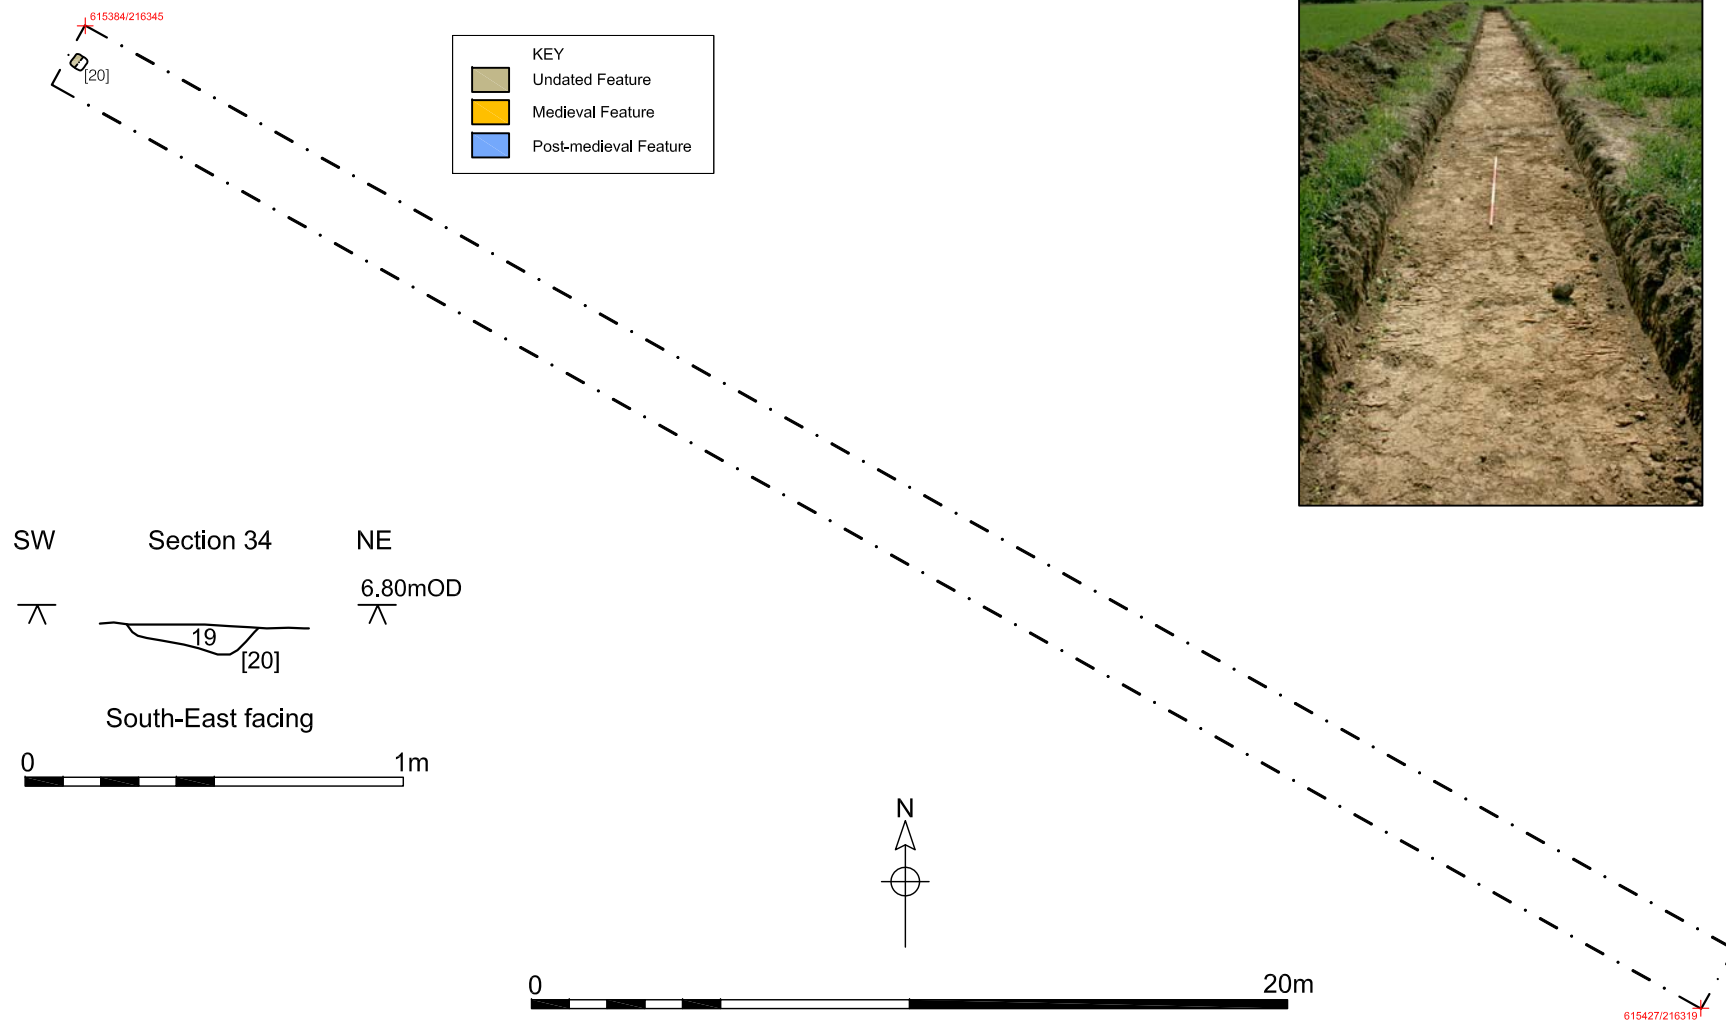 615384/216345
[20]
KEY
Undated Feature
Medieval Feature
Post-medieval Feature
SW Section 34 NE
6.80mOD
19
[20]
South-East facing
0 1m
N
0 20m
615427/216319